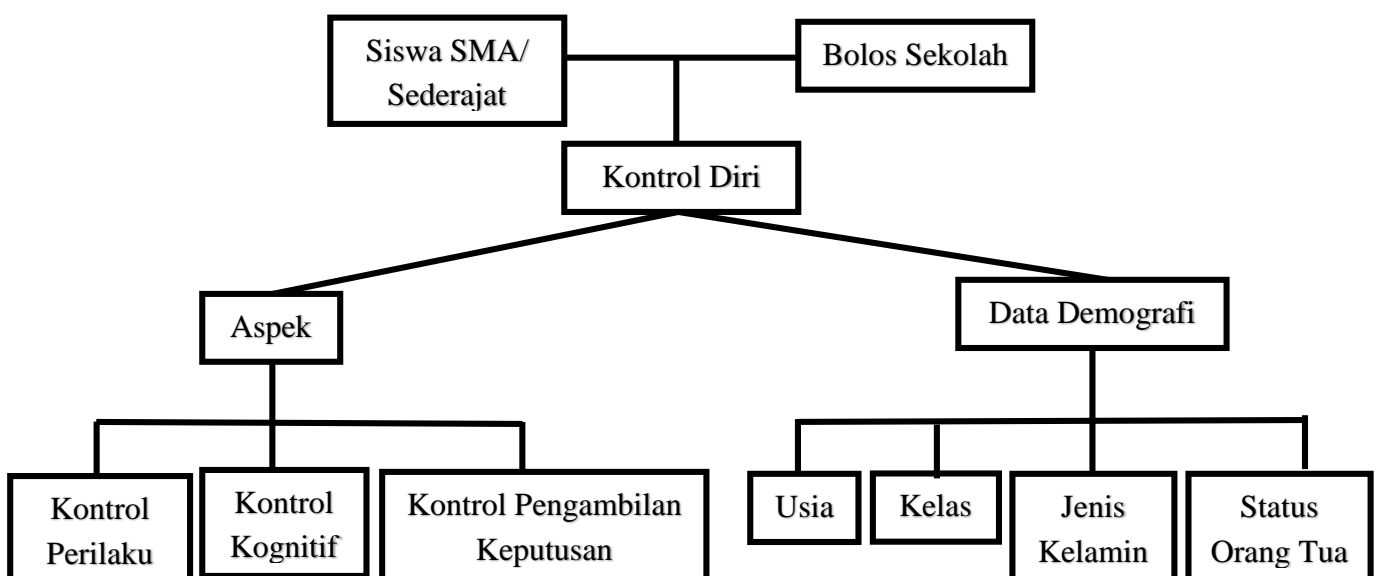 Siswa SMA/
Sederajat
Bolos Sekolah
Kontrol Diri
Aspek
Data Demografi
Kontrol
Perilaku
Kontrol
Kognitif
Kontrol Pengambilan
Keputusan
Usia
Kelas
Jenis
Kelamin
Status
Orang Tua